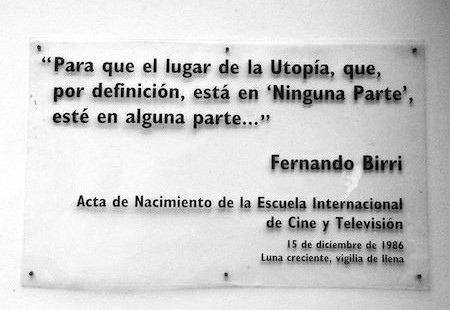 “Para que el lugar de la Utopía, que,
por definición, está en ‘Ninguna Parte’,
esté en alguna parte...”
Fernando Birri
Acta de Nacimiento de la Escuela Internacional
de Cine y Televisión
15 de diciembre de 1986
Luna creciente, vigilia de llena